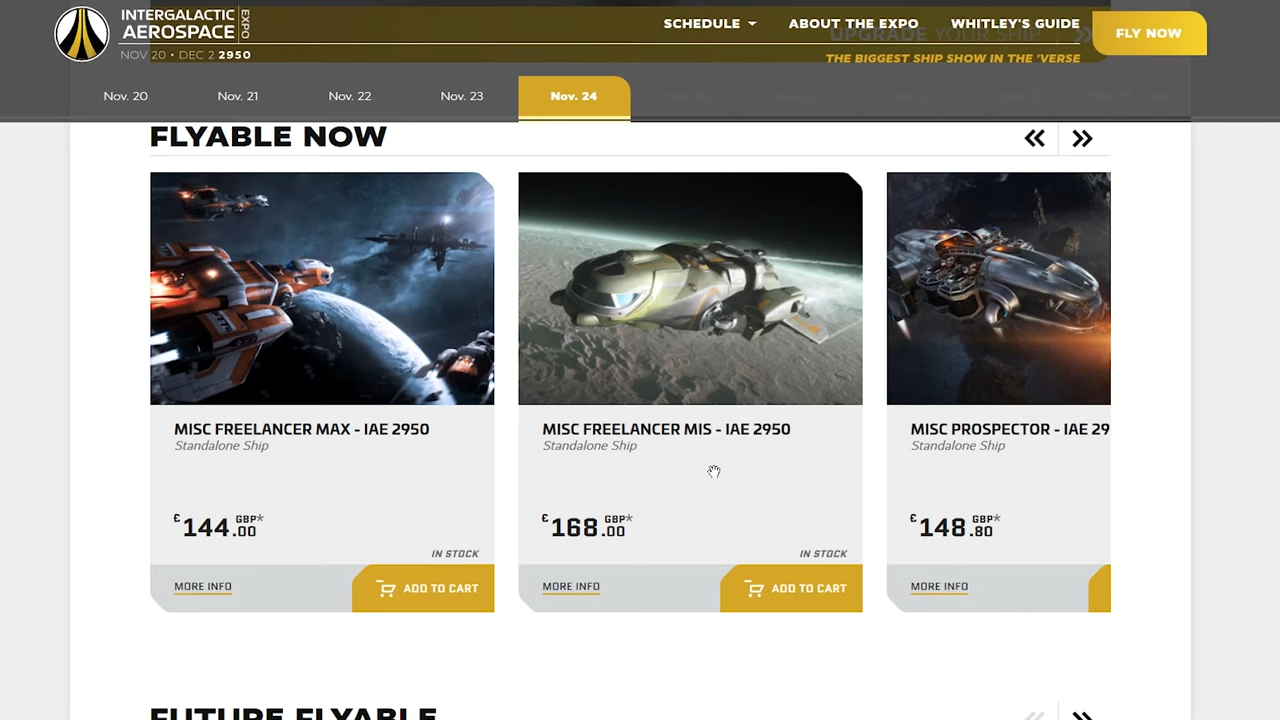 INTERGALACTIC
AEROSPACE
EXPO
NOV 20 • DEC 2 2950
SCHEDULE
ABOUT THE EXPO
WHITLEY'S GUIDE
FLY NOW
UPGRADE YOUR SHIP
THE BIGGEST SHIP SHOW IN THE 'VERSE
Nov. 20
Nov. 21
Nov. 22
Nov. 23
Nov. 24
FLYABLE NOW
MISC FREELANCER MAX - IAE 2950
Standalone Ship
£144.00 GBP*
IN STOCK
MORE INFO
ADD TO CART
MISC FREELANCER MIS - IAE 2950
Standalone Ship
£168.00 GBP*
IN STOCK
MORE INFO
ADD TO CART
MISC PROSPECTOR - IAE 29
Standalone Ship
£148.80 GBP*
MORE INFO
FUTURE FLYABLE